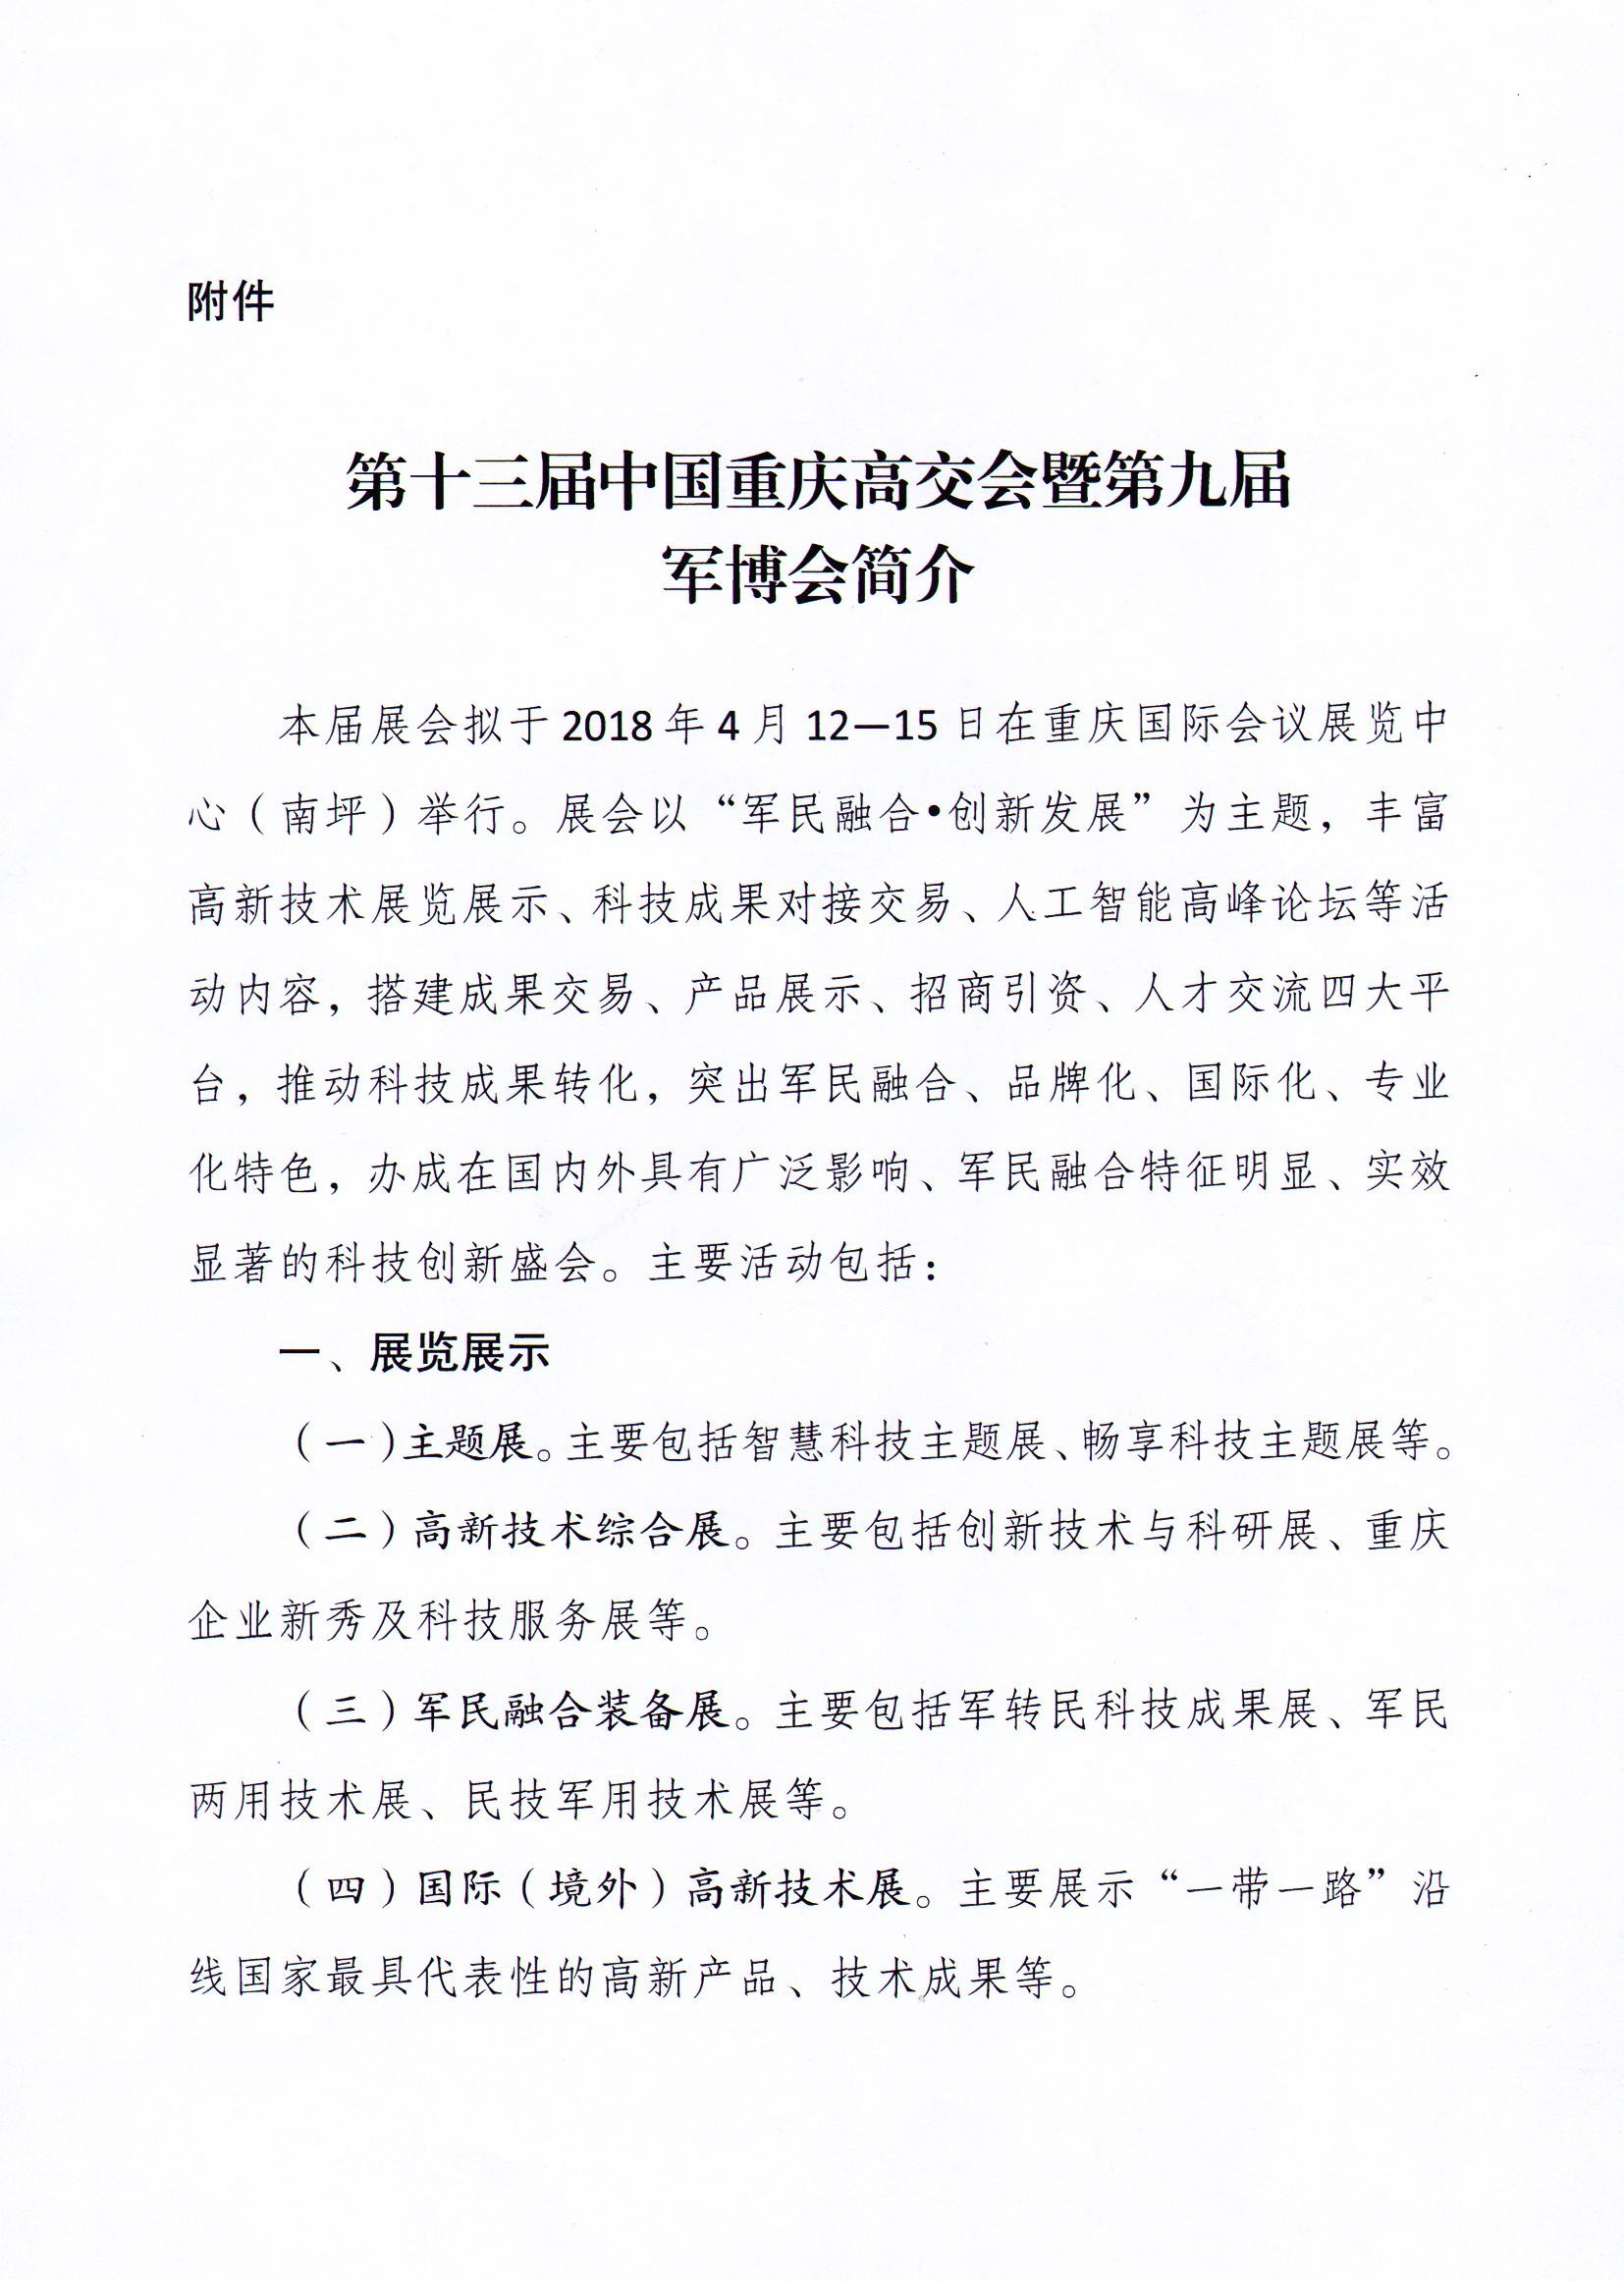 附件
第十三届中国重庆高交会暨第九届
军博会简介
本届展会拟于 2018 年 4 月 12—15 日在重庆国际会议展览中
心（南坪）举行。展会以“军民融合•创新发展”为主题，丰富
高新技术展览展示、科技成果对接交易、人工智能高峰论坛等活
动内容，搭建成果交易、产品展示、招商引资、人才交流四大平
台，推动科技成果转化，突出军民融合、品牌化、国际化、专业
化特色，办成在国内外具有广泛影响、军民融合特征明显、实效
显著的科技创新盛会。主要活动包括：
一、展览展示
（一）主题展。主要包括智慧科技主题展、畅享科技主题展等。
（二）高新技术综合展。主要包括创新技术与科研展、重庆
企业新秀及科技服务展等。
（三）军民融合装备展。主要包括军转民科技成果展、军民
两用技术展、民技军用技术展等。
（四）国际（境外）高新技术展。主要展示“一带一路”沿
线国家最具代表性的高新产品、技术成果等。